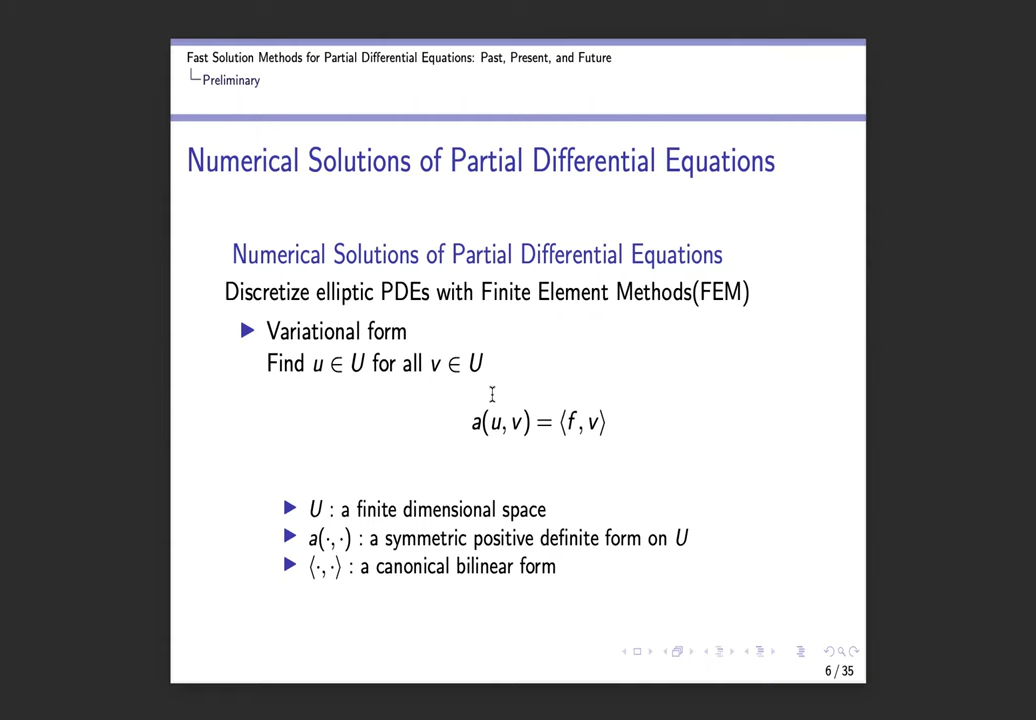 Fast Solution Methods for Partial Differential Equations: Past, Present, and Future
Preliminary
Numerical Solutions of Partial Differential Equations
Numerical Solutions of Partial Differential Equations
Discretize elliptic PDEs with Finite Element Methods(FEM)
▶ Variational form
Find u ∈ U for all v ∈ U
a(u, v) = ⟨f, v⟩
▶ U : a finite dimensional space
▶ a(·, ·) : a symmetric positive definite form on U
▶ ⟨·, ·⟩ : a canonical bilinear form
6 / 35